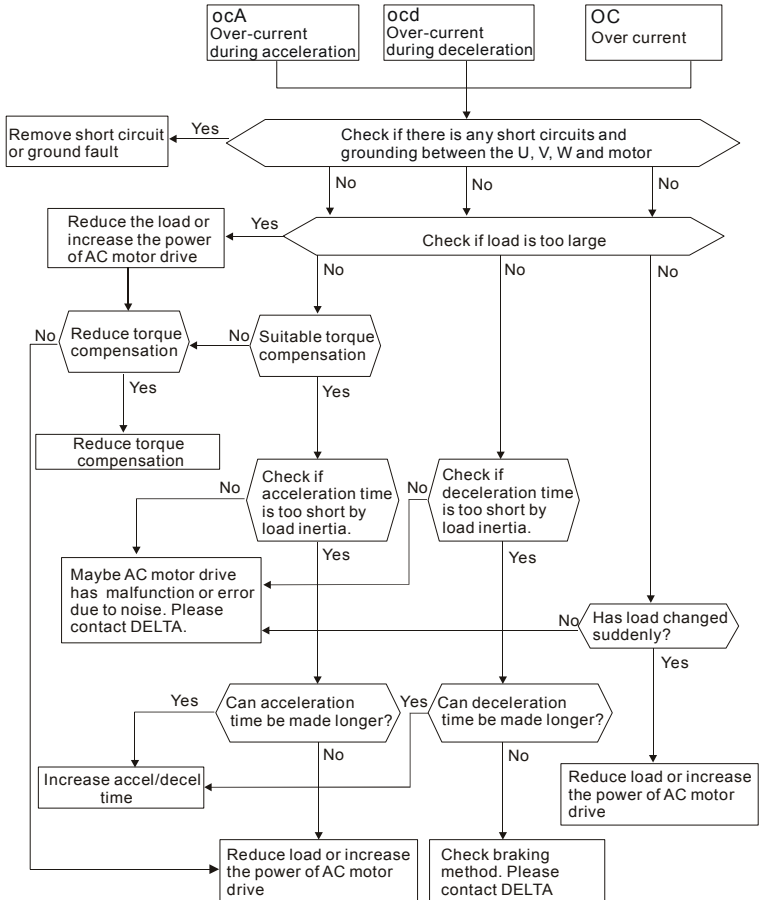 ocA
Over-current
during acceleration
ocd
Over-current
during deceleration
OC
Over current
Remove short circuit
or ground fault
Yes
Check if there is any short circuits and
grounding between the U, V, W and motor
No
No
No
Reduce the load or
increase the power
of AC motor drive
Yes
Check if load is too large
No
No
No
No
Reduce torque
compensation
No
Suitable torque
compensation
Yes
Yes
Reduce torque
compensation
No
Check if
acceleration time
is too short by
load inertia.
No
Check if
deceleration time
is too short by
load inertia.
Yes
Yes
Maybe AC motor drive
has malfunction or error
due to noise. Please
contact DELTA.
No
Has load changed
suddenly?
Yes
Yes
Can acceleration
time be made longer?
Yes
Can deceleration
time be made longer?
No
No
Increase accel/decel
time
Reduce load or increase
the power of AC motor
drive
Reduce load or increase
the power of AC motor
drive
Check braking
method. Please
contact DELTA